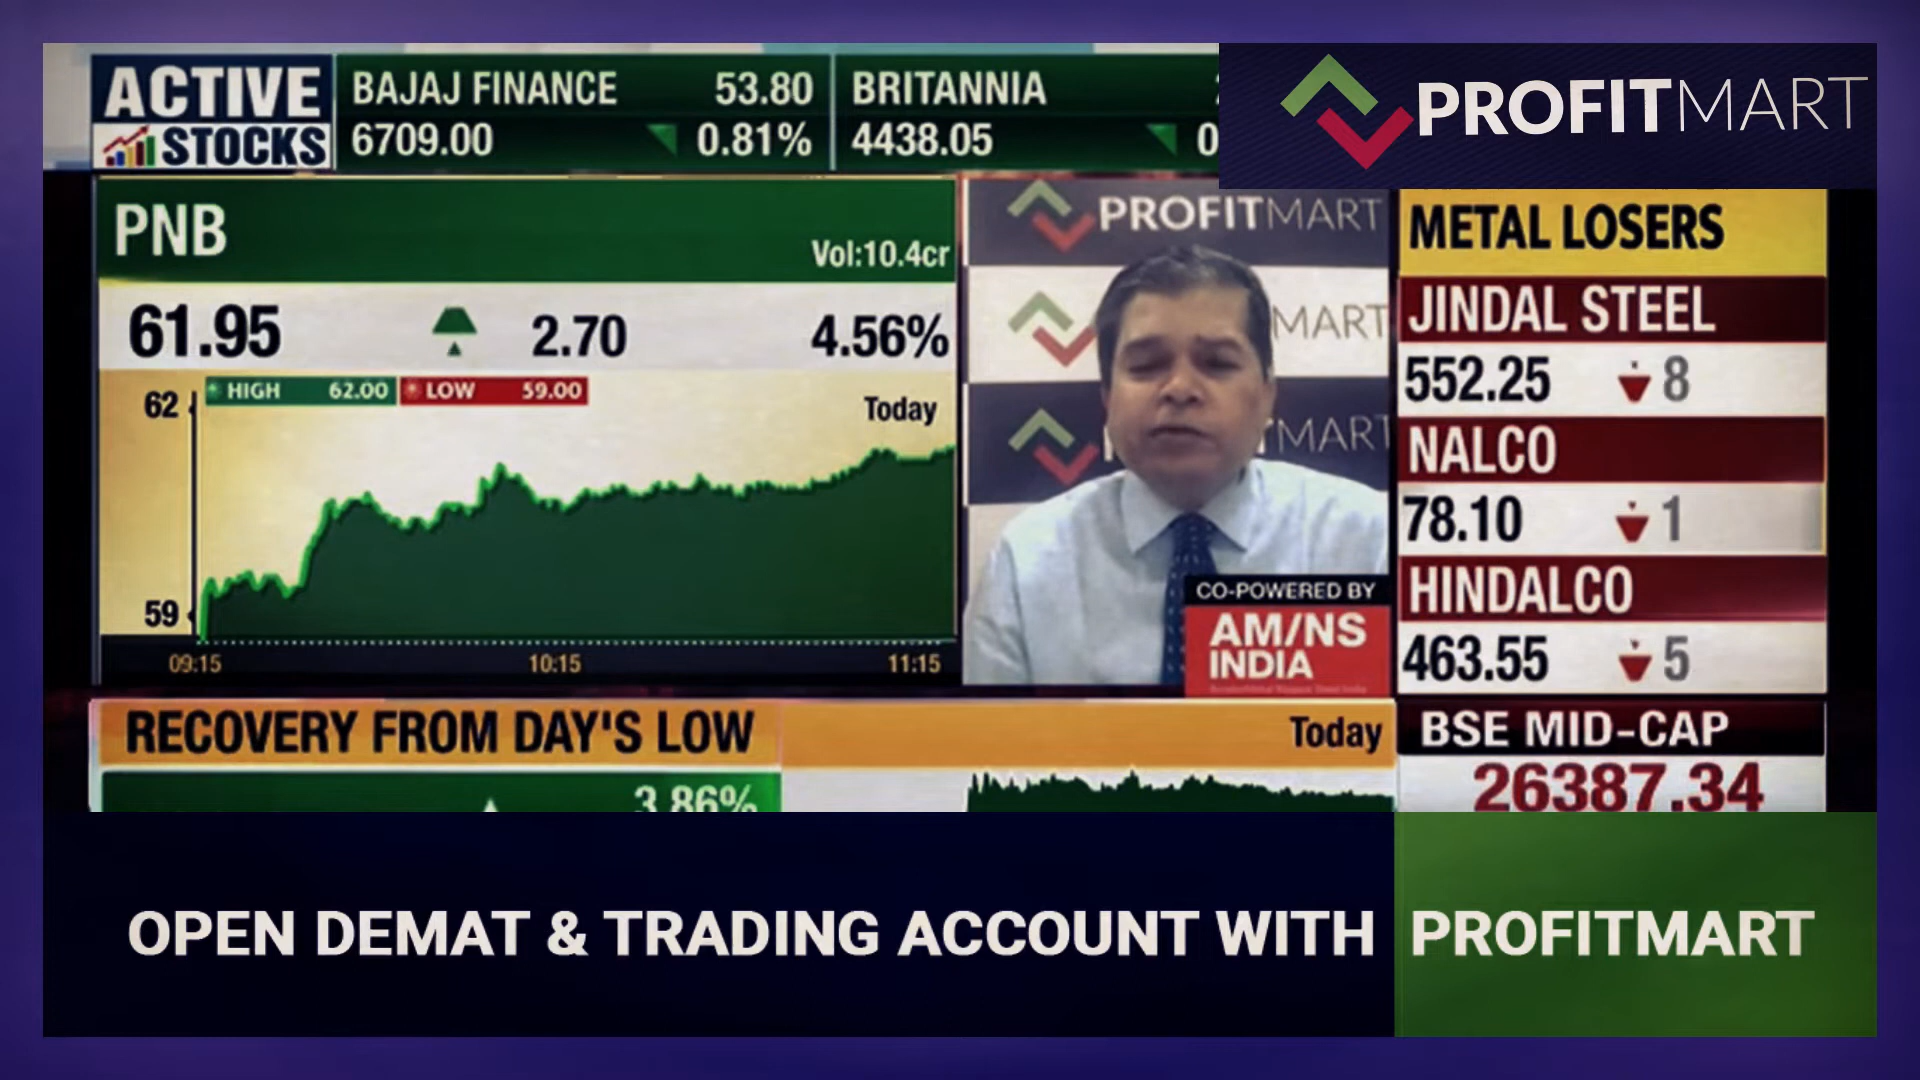 ACTIVE
STOCKS
BAJAJ FINANCE 53.80
6709.00 0.81%
BRITANNIA
4438.05 0
PROFITMART
PNB
Vol:10.4cr
61.95 2.70 4.56%
HIGH 62.00 LOW 59.00
Today
62
59
09:15 10:15 11:15
PROFITMART
MART
MART
CO-POWERED BY
AM/NS
INDIA
METAL LOSERS
JINDAL STEEL
552.25 8
NALCO
78.10 1
HINDALCO
463.55 5
RECOVERY FROM DAY'S LOW
Today
3.86%
BSE MID-CAP
26387.34
OPEN DEMAT & TRADING ACCOUNT WITH PROFITMART